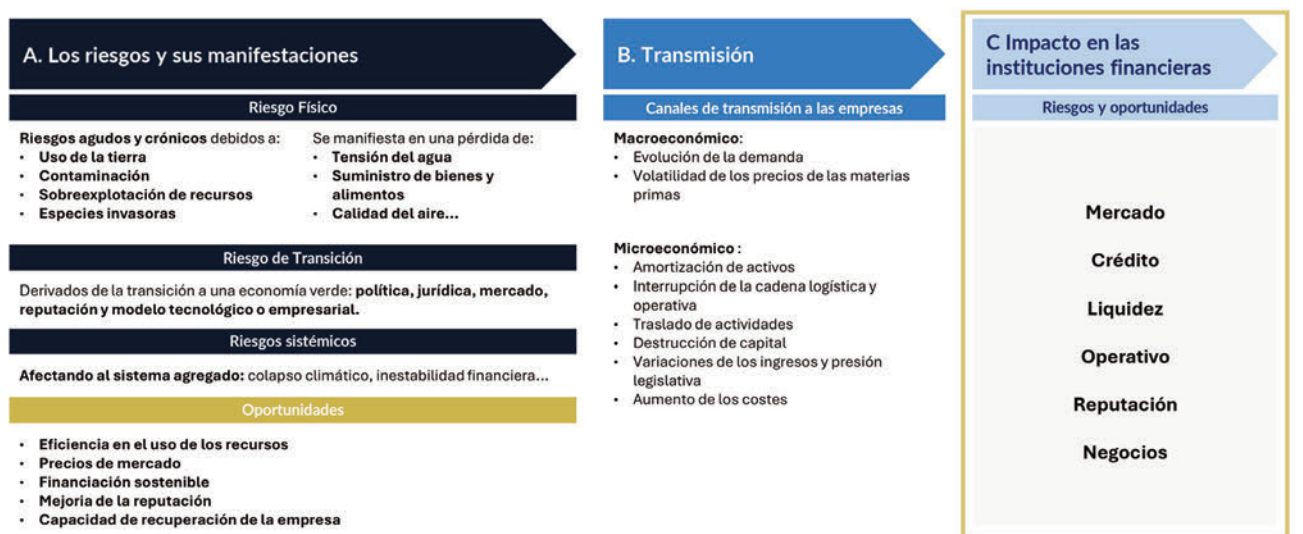 A. Los riesgos y sus manifestaciones
Riesgo Físico
Riesgos agudos y crónicos debidos a:
• Uso de la tierra
• Contaminación
• Sobreexplotación de recursos
• Especies invasoras
Se manifiesta en una pérdida de:
• Tensión del agua
• Suministro de bienes y
alimentos
• Calidad del aire...
Riesgo de Transición
Derivados de la transición a una economía verde: política, jurídica, mercado,
reputación y modelo tecnológico o empresarial.
Riesgos sistémicos
Afectando al sistema agregado: colapso climático, inestabilidad financiera...
Oportunidades
• Eficiencia en el uso de los recursos
• Precios de mercado
• Financiación sostenible
• Mejoria de la reputación
• Capacidad de recuperación de la empresa
B. Transmisión
Canales de transmisión a las empresas
Macroeconómico:
• Evolución de la demanda
• Volatilidad de los precios de las materias
primas
Microeconómico :
• Amortización de activos
• Interrupción de la cadena logística y
operativa
• Traslado de actividades
• Destrucción de capital
• Variaciones de los ingresos y presión
legislativa
• Aumento de los costes
C Impacto en las
instituciones financieras
Riesgos y oportunidades
Mercado
Crédito
Liquidez
Operativo
Reputación
Negocios